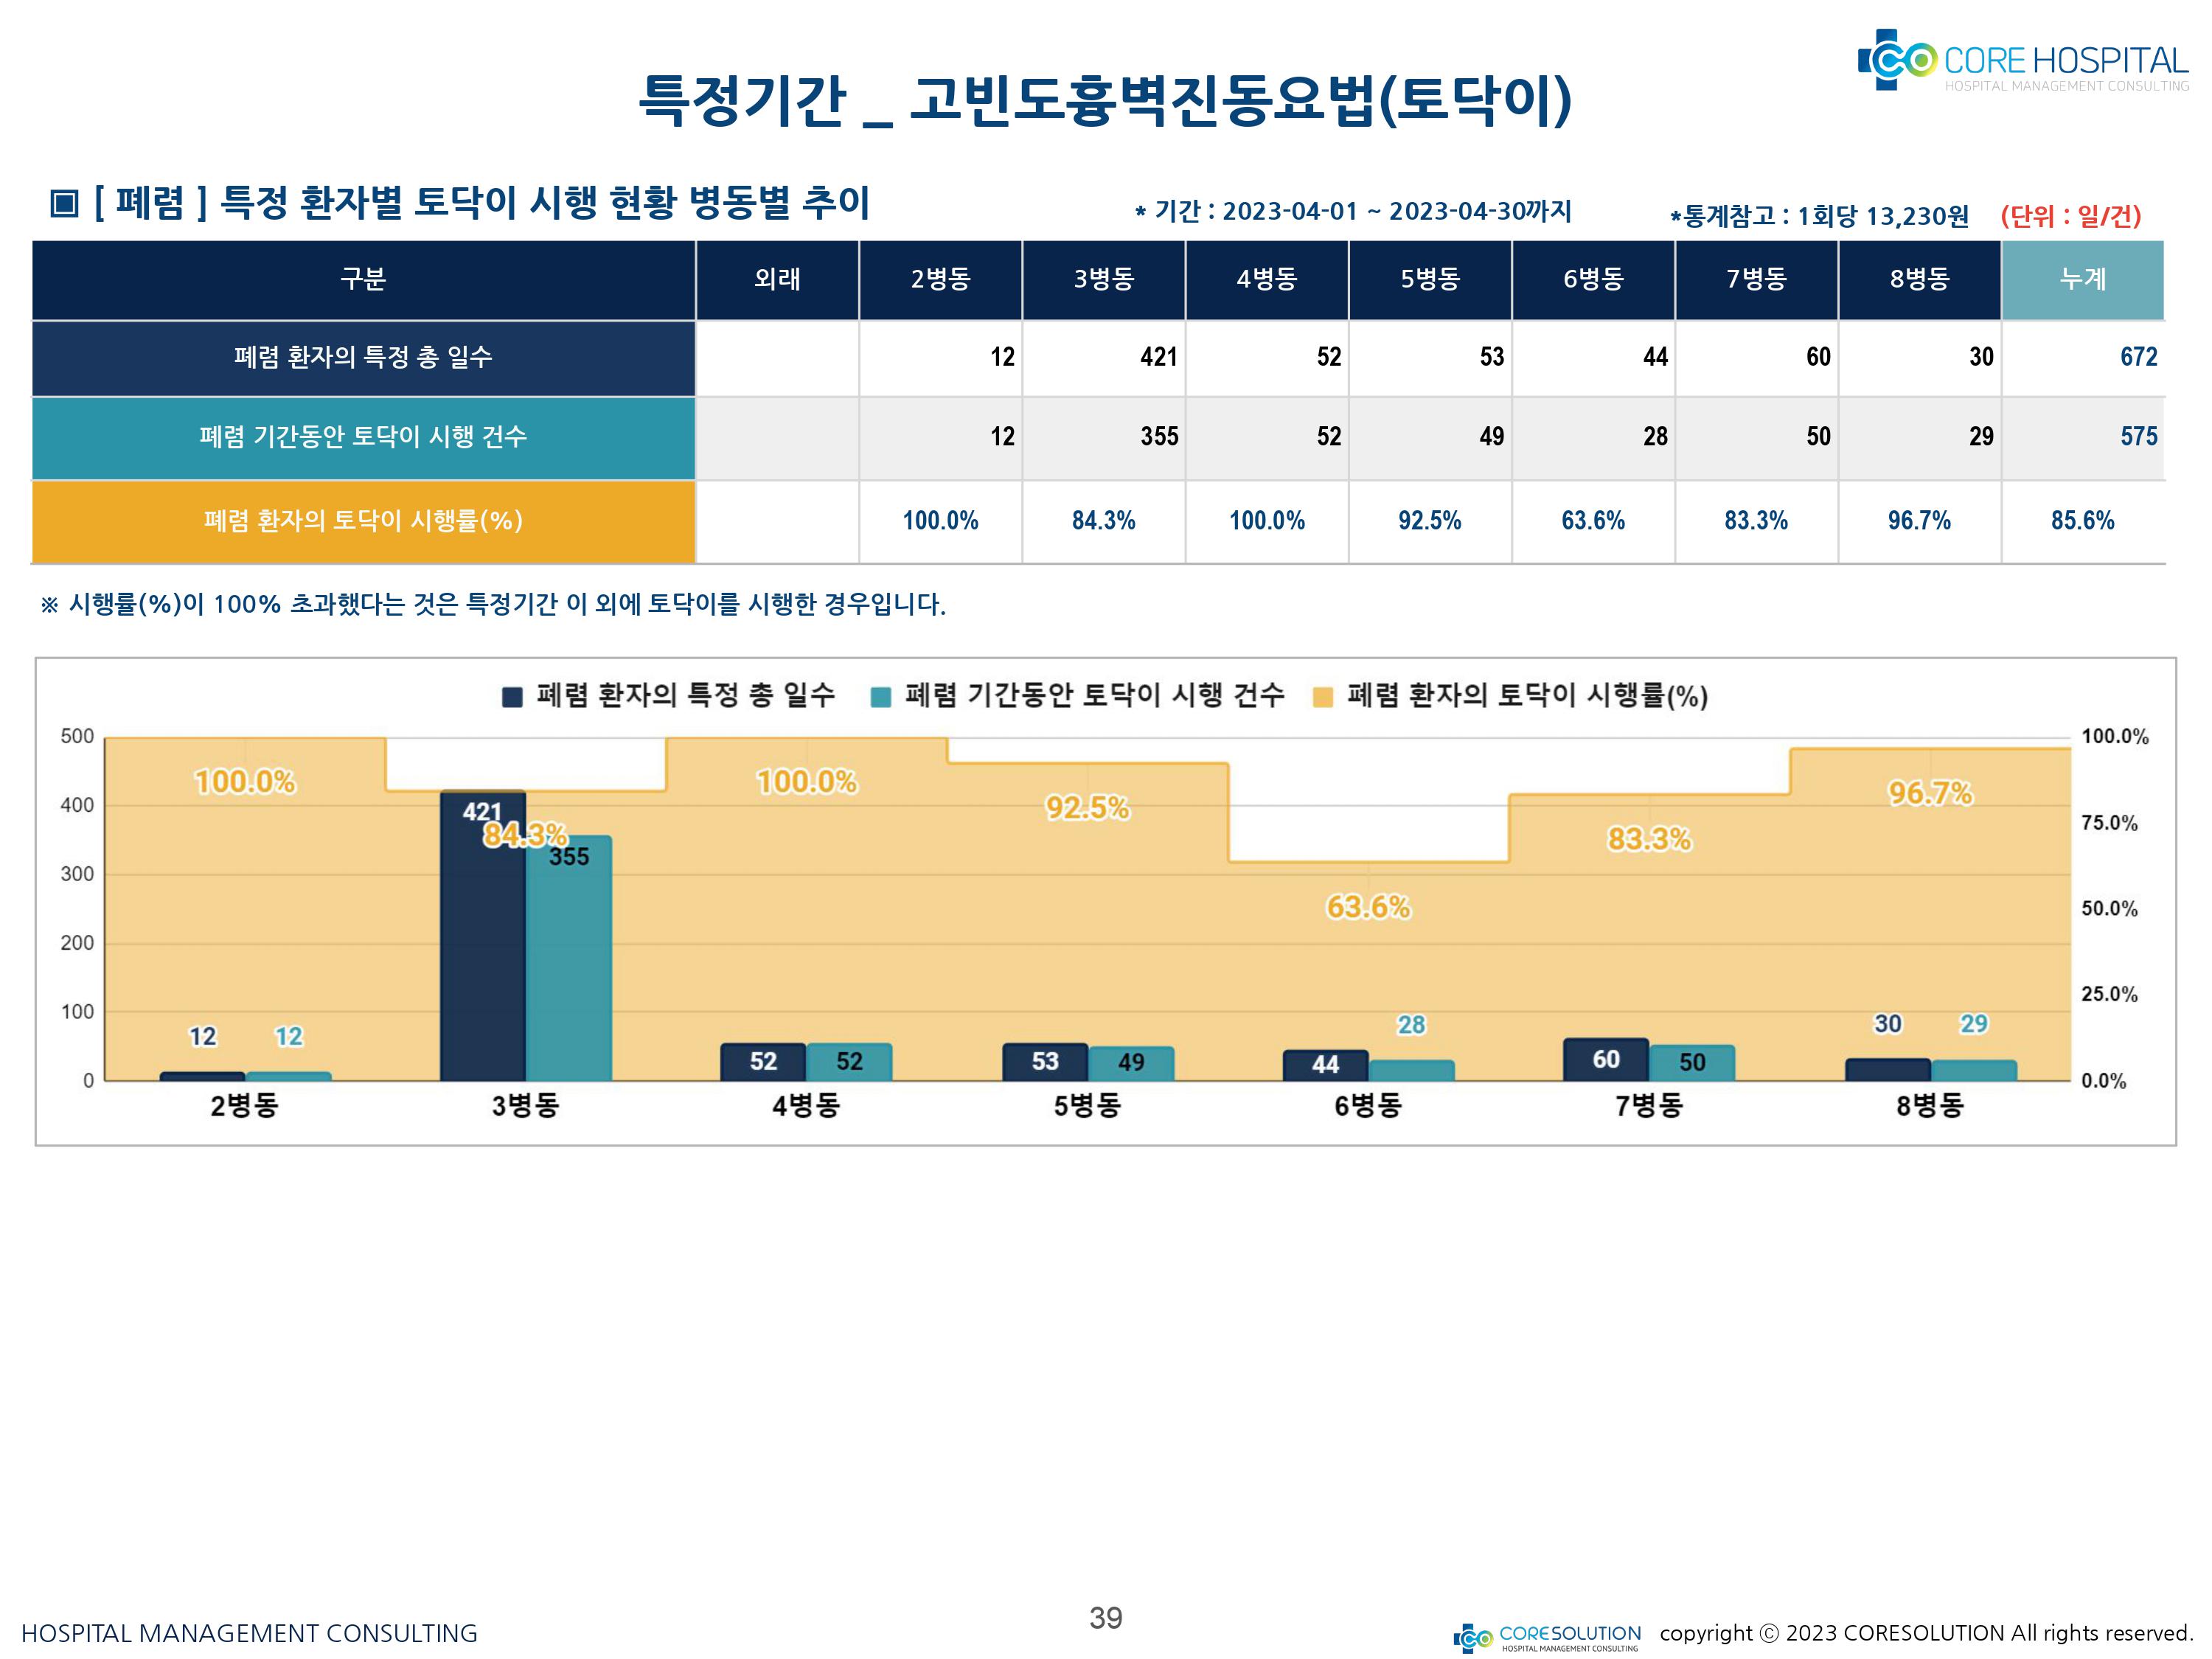 CORE HOSPITAL
HOSPITAL MANAGEMENT CONSULTING
특정기간 _ 고빈도흉벽진동요법(토닥이)
▣ [ 폐렴 ] 특정 환자별 토닥이 시행 현황 병동별 추이
* 기간 : 2023-04-01 ~ 2023-04-30까지
*통계참고 : 1회당 13,230원 (단위 : 일/건)
구분 외래 2병동 3병동 4병동 5병동 6병동 7병동 8병동 누계
폐렴 환자의 특정 총 일수 12 421 52 53 44 60 30 672
폐렴 기간동안 토닥이 시행 건수 12 355 52 49 28 50 29 575
폐렴 환자의 토닥이 시행률(%) 100.0% 84.3% 100.0% 92.5% 63.6% 83.3% 96.7% 85.6%
※ 시행률(%)이 100% 초과했다는 것은 특정기간 이 외에 토닥이를 시행한 경우입니다.
폐렴 환자의 특정 총 일수 폐렴 기간동안 토닥이 시행 건수 폐렴 환자의 토닥이 시행률(%)
500
400
300
200
100
0
100.0%
75.0%
50.0%
25.0%
0.0%
100.0% 84.3% 100.0% 92.5% 63.6% 83.3% 96.7%
12 12 421 355 52 52 53 49 44 28 60 50 30 29
2병동 3병동 4병동 5병동 6병동 7병동 8병동
HOSPITAL MANAGEMENT CONSULTING
39
CORESOLUTION
HOSPITAL MANAGEMENT CONSULTING
copyright ⓒ 2023 CORESOLUTION All rights reserved.